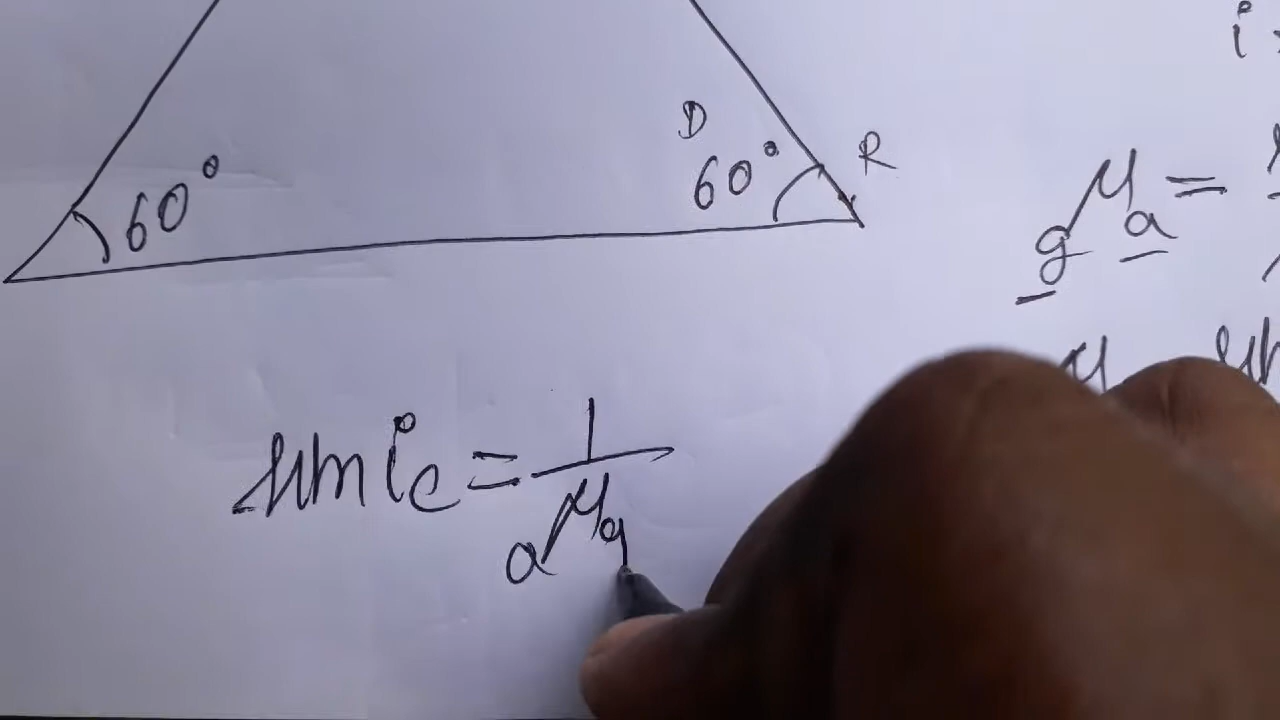 i
D
60° 60° R
gμa =
μ
sin ic = 1/aμg